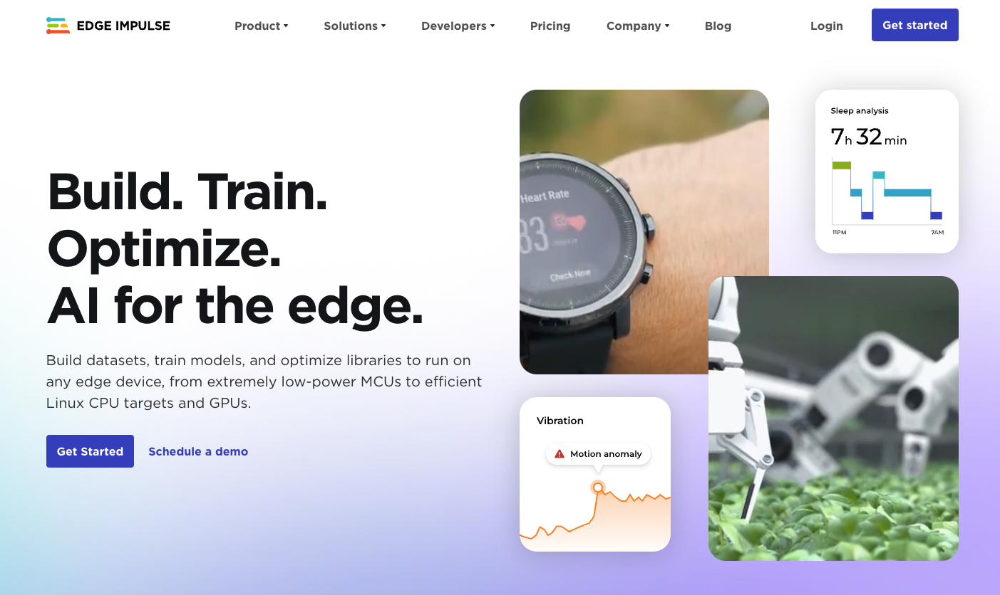 EDGE IMPULSE
Product
Solutions
Developers
Pricing
Company
Blog
Login
Get started
Build. Train.
Optimize.
AI for the edge.
Build datasets, train models, and optimize libraries to run on
any edge device, from extremely low-power MCUs to efficient
Linux CPU targets and GPUs.
Get Started
Schedule a demo
Heart Rate
83
Check Now
Sleep analysis
7h 32min
11PM
7AM
Vibration
Motion anomaly